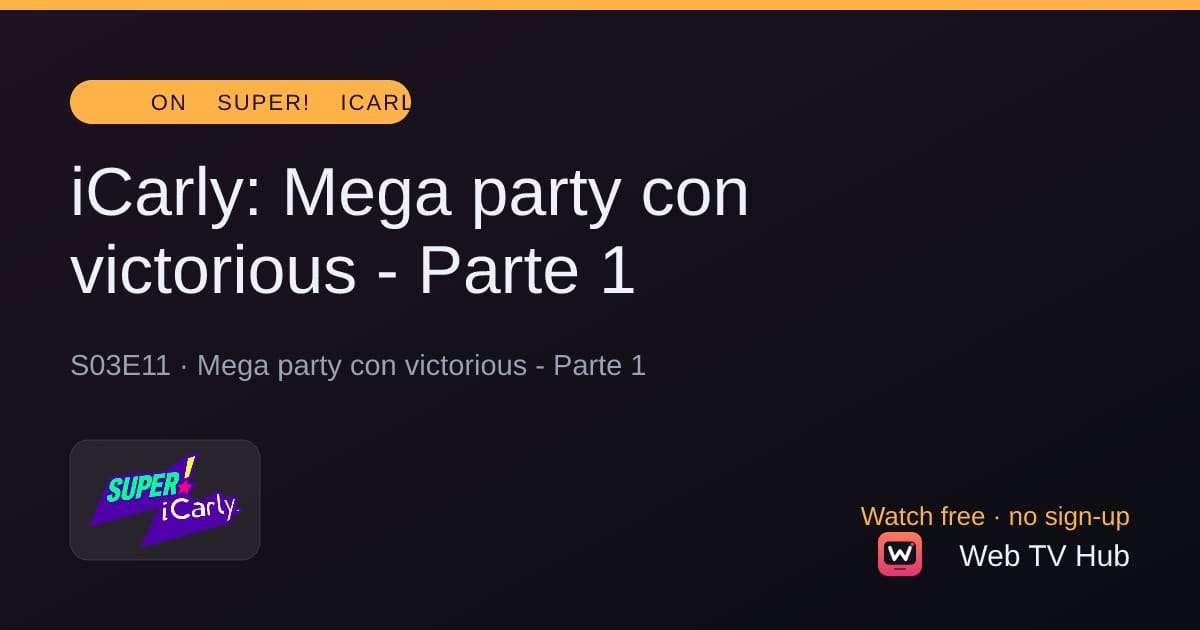 ON SUPER! ICARL
iCarly: Mega party con
victorious - Parte 1
S03E11 · Mega party con victorious - Parte 1
SUPER!
iCarly
Watch free · no sign-up
W
Web TV Hub